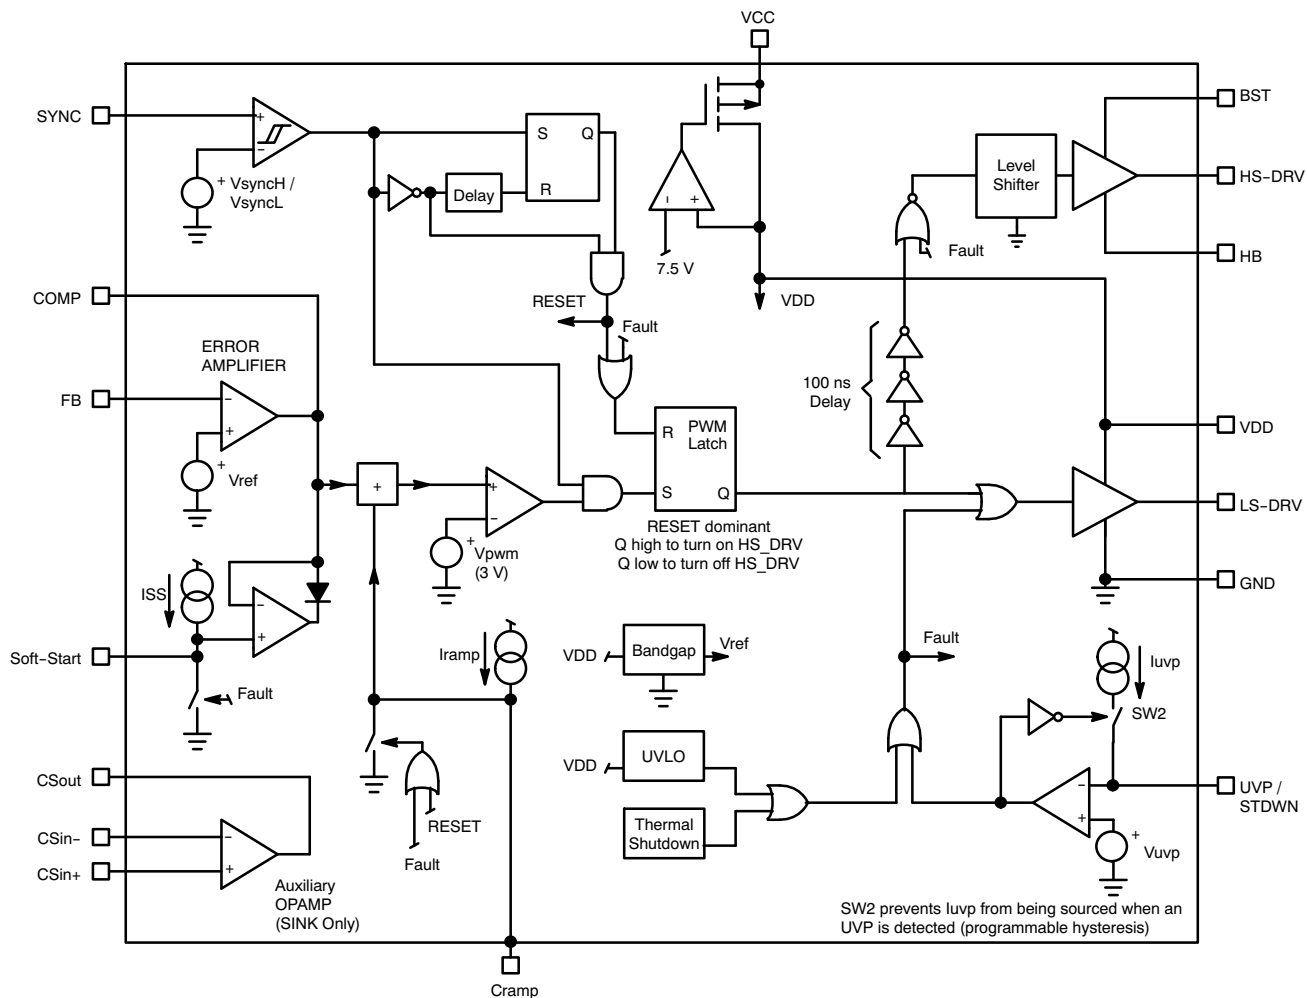 VCC
SYNC
+
−
+ VsyncH /
VsyncL
S
Q
R
Delay
− +
7.5 V
VDD
BST
Level
Shifter
HS−DRV
Fault
HB
COMP
RESET
Fault
ERROR
AMPLIFIER
FB
−
+
+
Vref
100 ns
Delay
R
PWM
Latch
S
Q
VDD
+
+
−
+
Vpwm
(3 V)
RESET dominant
Q high to turn on HS_DRV
Q low to turn off HS_DRV
LS−DRV
GND
ISS
−
+
Soft−Start
Fault
Iramp
VDD
Bandgap
Vref
Fault
Iuvp
SW2
CSout
CSin−
CSin+
−
+
RESET
Fault
Auxiliary
OPAMP
(SINK Only)
VDD
UVLO
Thermal
Shutdown
−
+
+
Vuvp
UVP /
STDWN
SW2 prevents Iuvp from being sourced when an
UVP is detected (programmable hysteresis)
Cramp